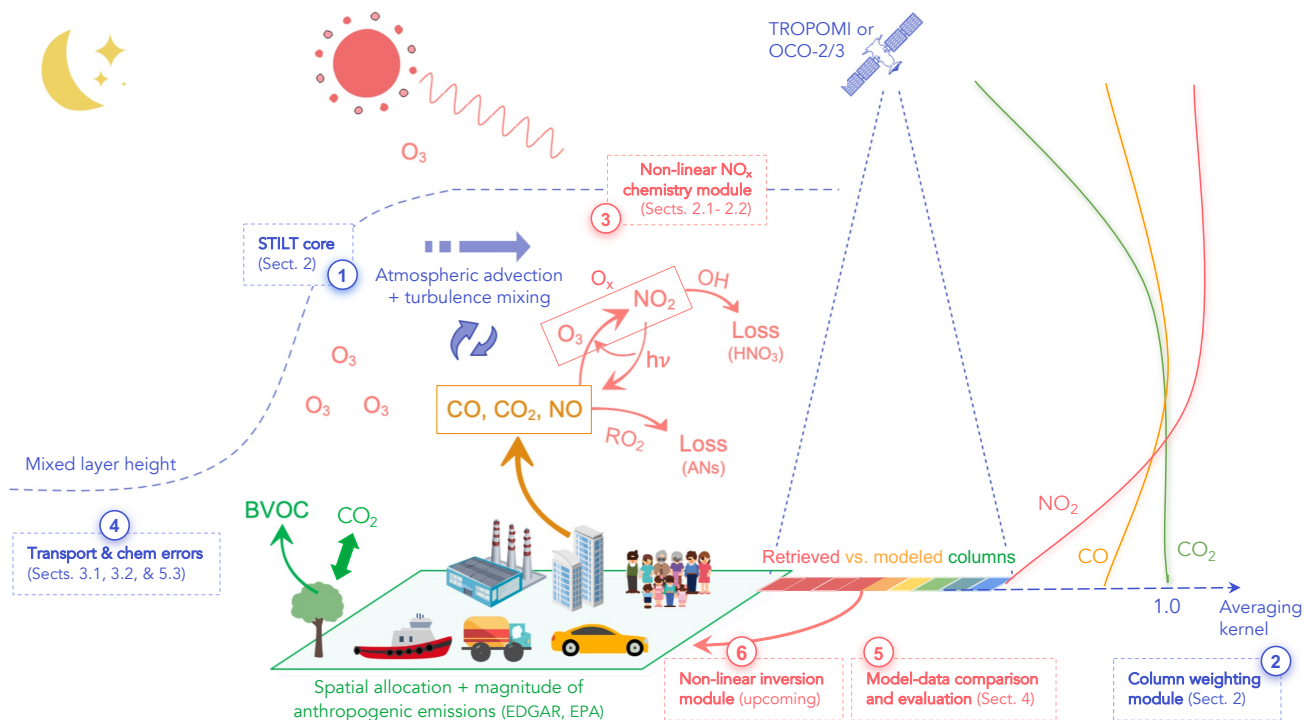 TROPOMI or
OCO-2/3
O₃
Non-linear NOₓ
chemistry module
(Sects. 2.1- 2.2)
3
STILT core
(Sect. 2)
1
Atmospheric advection
+ turbulence mixing
Oₓ
NO₂
OH
O₃
hν
Loss
(HNO₃)
O₃
O₃
O₃
CO, CO₂, NO
RO₂
Loss
(ANs)
Mixed layer height
4
Transport & chem errors
(Sects. 3.1, 3.2, & 5.3)
BVOC
CO₂
Retrieved vs. modeled columns
NO₂
CO
CO₂
1.0
Averaging
kernel
Spatial allocation + magnitude of
anthropogenic emissions (EDGAR, EPA)
6
Non-linear inversion
module (upcoming)
5
Model-data comparison
and evaluation (Sect. 4)
2
Column weighting
module (Sect. 2)